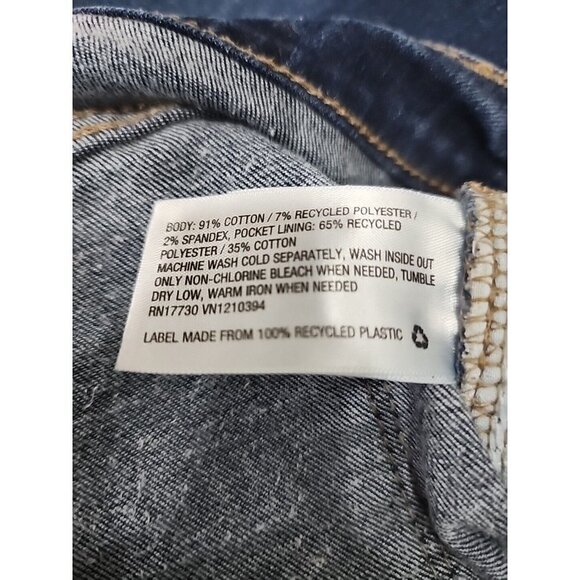 BODY: 91% COTTON / 7% RECYCLED POLYESTER /
2% SPANDEX, POCKET LINING: 65% RECYCLED
POLYESTER / 35% COTTON
MACHINE WASH COLD SEPARATELY, WASH INSIDE OUT
ONLY NON-CHLORINE BLEACH WHEN NEEDED, TUMBLE
DRY LOW, WARM IRON WHEN NEEDED
RN17730 VN1210394
LABEL MADE FROM 100% RECYCLED PLASTIC